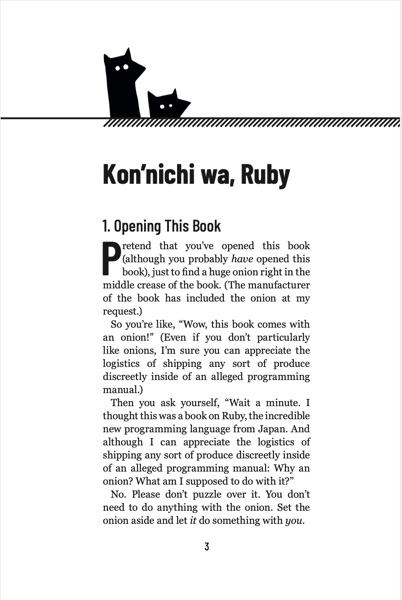 Kon’nichi wa, Ruby
1. Opening This Book
Pretend that you’ve opened this book
(although you probably have opened this
book), just to find a huge onion right in the
middle crease of the book. (The manufacturer
of the book has included the onion at my
request.)
So you’re like, “Wow, this book comes with
an onion!” (Even if you don’t particularly
like onions, I’m sure you can appreciate the
logistics of shipping any sort of produce
discreetly inside of an alleged programming
manual.)
Then you ask yourself, “Wait a minute. I
thought this was a book on Ruby, the incredible
new programming language from Japan. And
although I can appreciate the logistics of
shipping any sort of produce discreetly inside
of an alleged programming manual: Why an
onion? What am I supposed to do with it?”
No. Please don’t puzzle over it. You don’t
need to do anything with the onion. Set the
onion aside and let it do something with you.
3